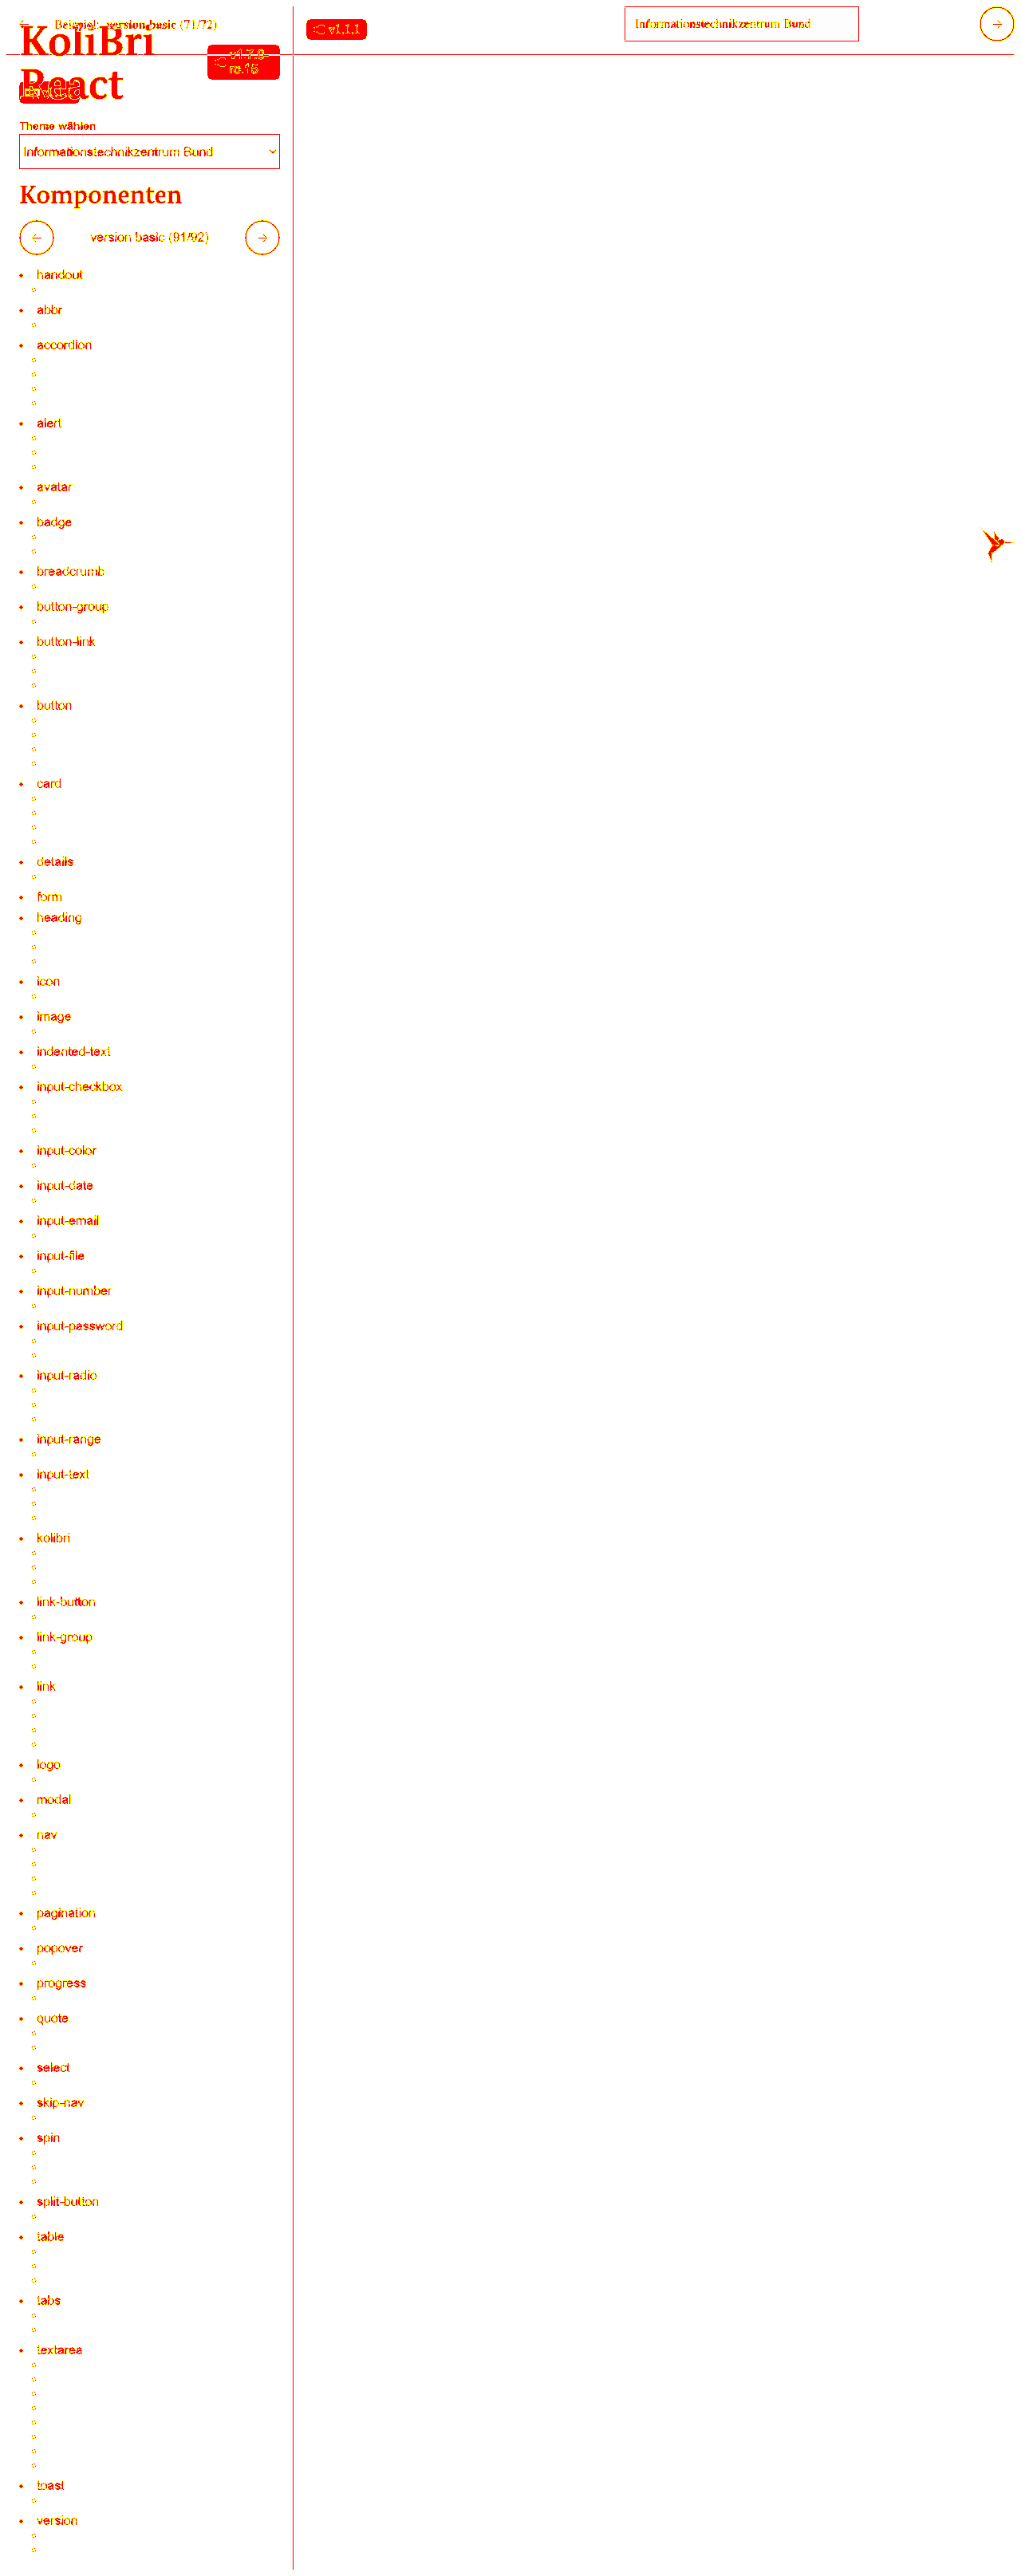 Beispiel: version basic (71/72)
v1.1.1
Informationstechnikzentrum Bund
KoliBri
React
Theme wählen
Informationstechnikzentrum Bund
Komponenten
version basic (91/92)
handout
abbr
accordion
alert
avatar
badge
breadcrumb
button-group
button-link
button
card
details
form
heading
icon
image
indented-text
input-checkbox
input-color
input-date
input-email
input-file
input-number
input-password
input-radio
input-range
input-text
kolibri
link-button
link-group
link
logo
modal
nav
pagination
popover
progress
quote
select
skip-nav
spin
split-button
table
tabs
textarea
toast
version